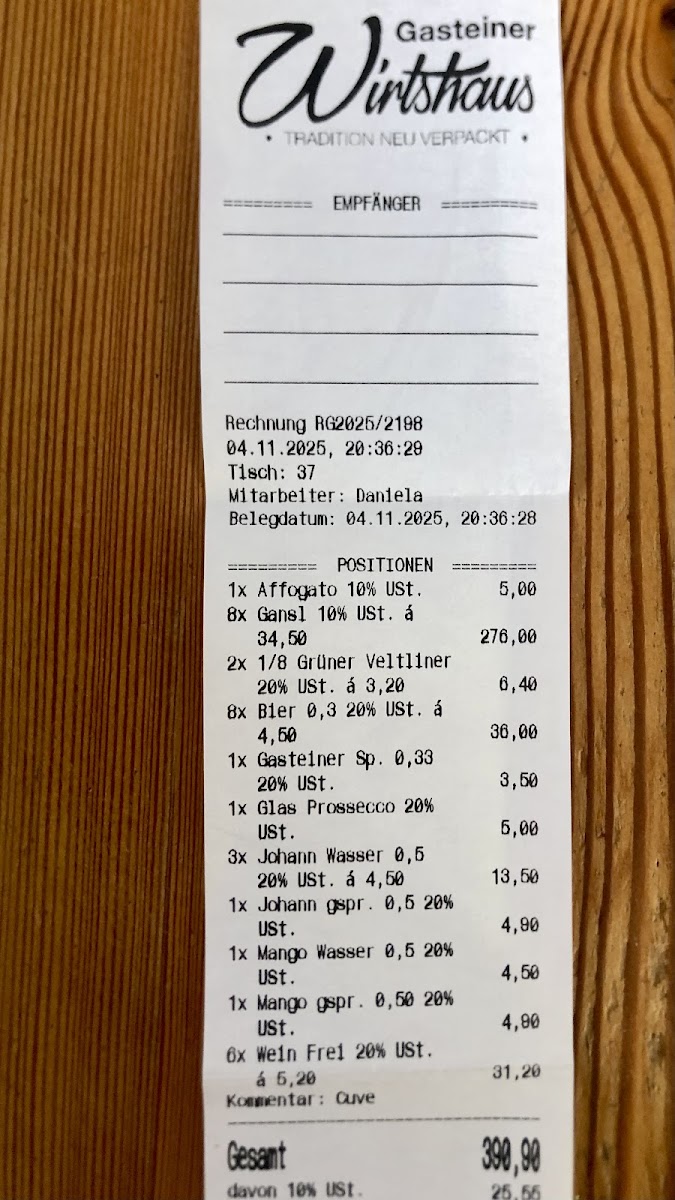 Gasteiner
Wirtshaus
• TRADITION NEU VERPACKT •
========= EMPFÄNGER ==========
Rechnung RG2025/2198
04.11.2025, 20:36:29
Tisch: 37
Mitarbeiter: Daniela
Belegdatum: 04.11.2025, 20:36:28
========= POSITIONEN =========
1x Affogato 10% USt. 5,00
8x Gansl 10% USt. á
34,50 276,00
2x 1/8 Grüner Veltliner
20% USt. á 3,20 6,40
8x Bier 0,3 20% USt. á
4,50 36,00
1x Gasteiner Sp. 0,33
20% USt. 3,50
1x Glas Prossecco 20%
USt. 5,00
3x Johann Wasser 0,5
20% USt. á 4,50 13,50
1x Johann gspr. 0,5 20%
USt. 4,90
1x Mango Wasser 0,5 20%
USt. 4,50
1x Mango gspr. 0,50 20%
USt. 4,90
6x Wein Frei 20% USt.
á 5,20 31,20
Kommentar: Cuve
Gesamt 390,90
davon 10% USt. 25,55